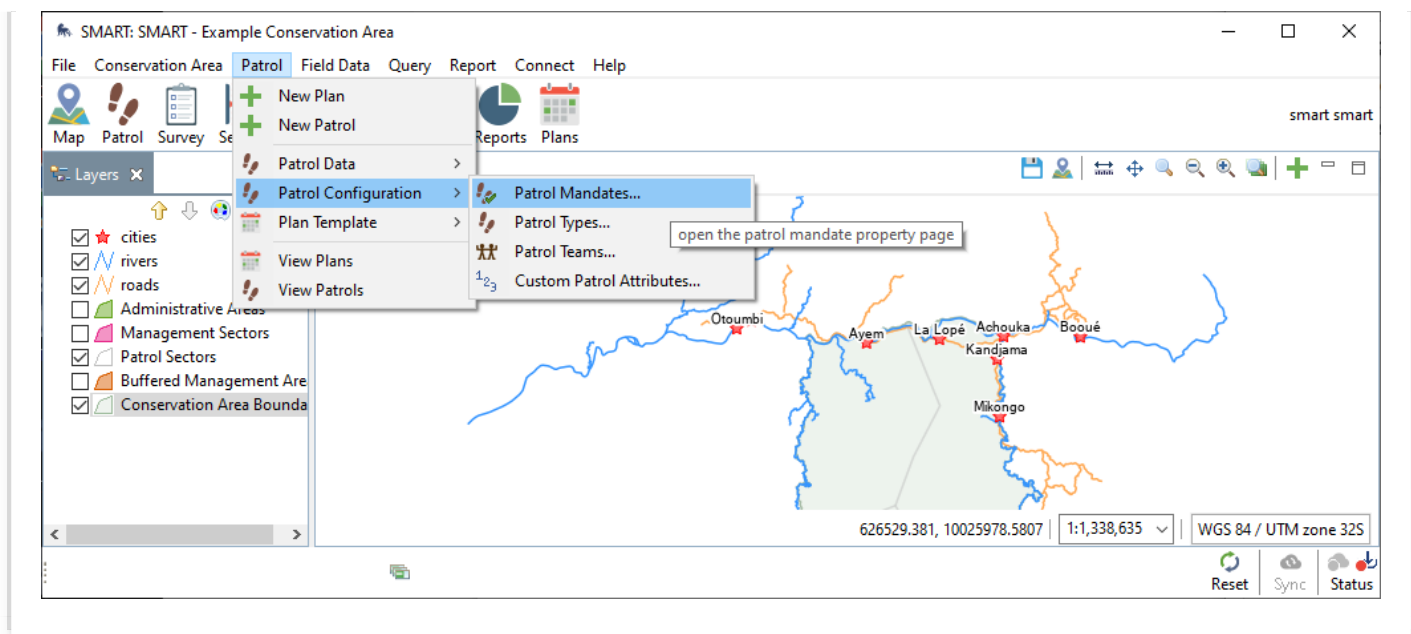 SMART: SMART - Example Conservation Area
File Conservation Area Patrol Field Data Query Report Connect Help
New Plan
New Patrol
Map Patrol Survey Se Reports Plans
smart smart
Layers
Patrol Data
Patrol Configuration
Plan Template
View Plans
View Patrols
Patrol Mandates...
Patrol Types...
Patrol Teams...
123 Custom Patrol Attributes...
open the patrol mandate property page
cities
rivers
roads
Administrative Areas
Management Sectors
Patrol Sectors
Buffered Management Are
Conservation Area Bounda
Otoumbi
Ayem
La Lopé
Achouka
Booué
Kandjama
Mikongo
626529.381, 10025978.5807 1:1,338,635 WGS 84 / UTM zone 32S
Reset Sync Status